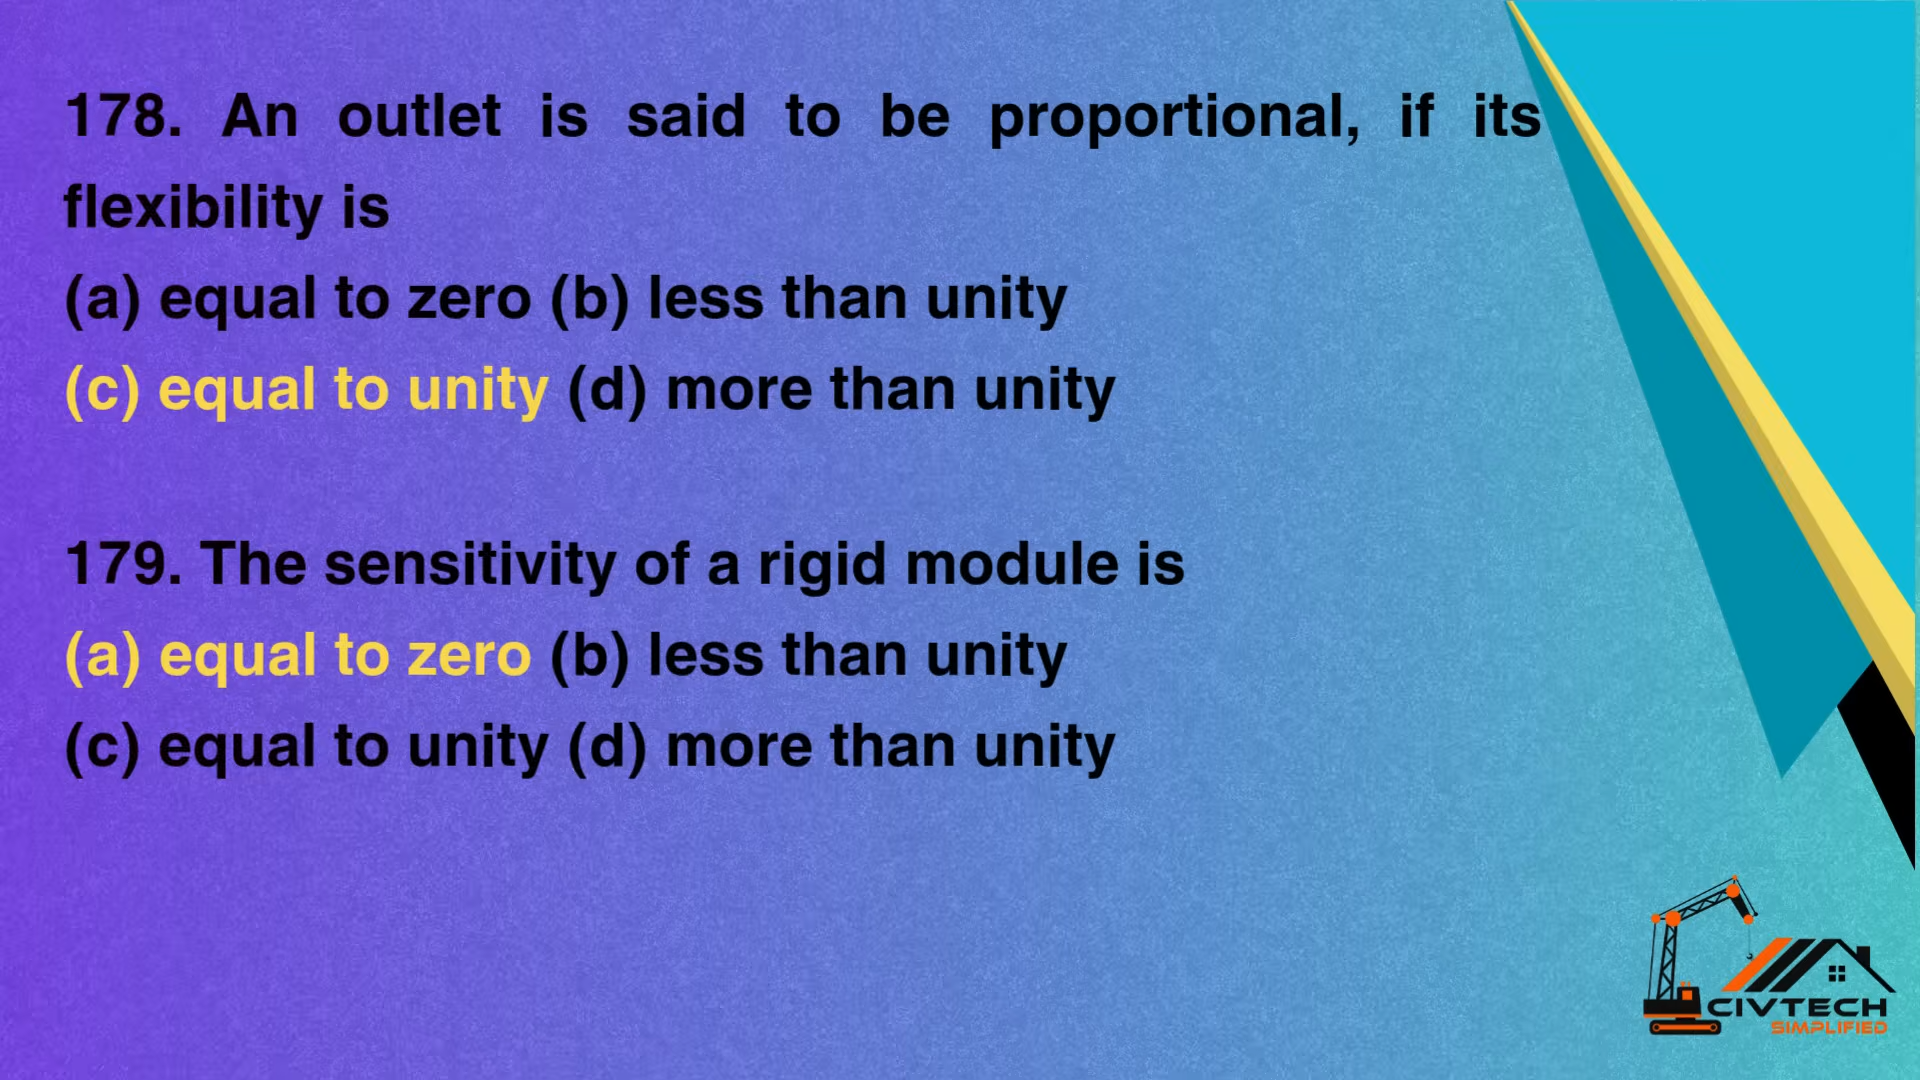 178. An outlet is said to be proportional, if its
flexibility is
(a) equal to zero (b) less than unity
(c) equal to unity (d) more than unity
179. The sensitivity of a rigid module is
(a) equal to zero (b) less than unity
(c) equal to unity (d) more than unity
CIVTECH
SIMPLIFIED